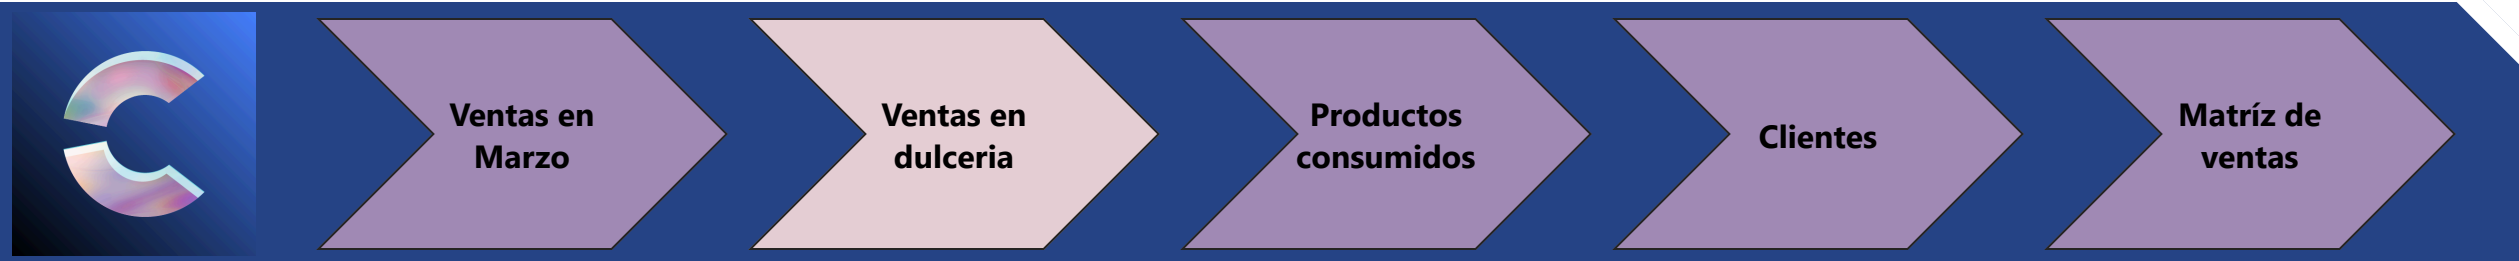 Ventas en
Marzo
Ventas en
dulceria
Productos
consumidos
Clientes
Matríz de
ventas